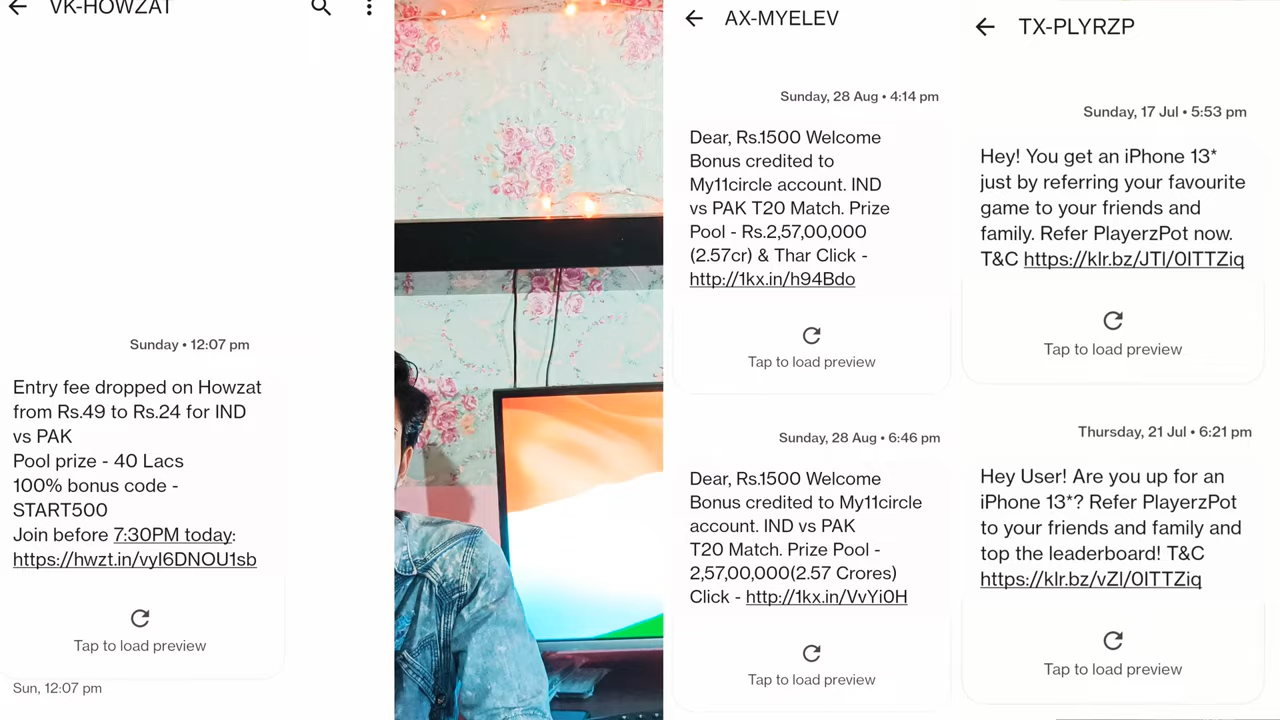 VK-HOWZAT
Sunday • 12:07 pm
Entry fee dropped on Howzat
from Rs.49 to Rs.24 for IND
vs PAK
Pool prize - 40 Lacs
100% bonus code -
START500
Join before 7:30PM today:
https://hwzt.in/vyI6DNOU1sb
Tap to load preview
Sun, 12:07 pm
AX-MYELEV
Sunday, 28 Aug • 4:14 pm
Dear, Rs.1500 Welcome
Bonus credited to
My11circle account. IND
vs PAK T20 Match. Prize
Pool - Rs.2,57,00,000
(2.57cr) & Thar Click -
http://1kx.in/h94Bdo
Tap to load preview
Sunday, 28 Aug • 6:46 pm
Dear, Rs.1500 Welcome
Bonus credited to My11circle
account. IND vs PAK
T20 Match. Prize Pool -
2,57,00,000(2.57 Crores)
Click - http://1kx.in/VvYi0H
Tap to load preview
TX-PLYRZP
Sunday, 17 Jul • 5:53 pm
Hey! You get an iPhone 13*
just by referring your favourite
game to your friends and
family. Refer PlayerzPot now.
T&C https://klr.bz/JTl/0ITTZiq
Tap to load preview
Thursday, 21 Jul • 6:21 pm
Hey User! Are you up for an
iPhone 13*? Refer PlayerzPot
to your friends and family and
top the leaderboard! T&C
https://klr.bz/vZl/0ITTZiq
Tap to load preview